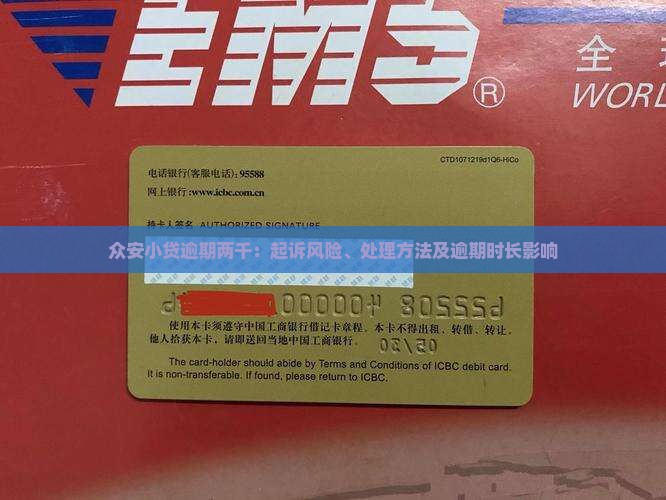 EMS®
全
WORL
CTD1071219d1Q6-HiCo
电话银行(客服电话):95588
网上银行:www.icbc.com.cn
持卡人签名 AUTHORIZED SIGNATURE
众安小贷逾期两千：起诉风险、处理方法及逾期时长影响
使用本卡须遵守中国工商银行借记卡章程。本卡不得出租、转借、转让。
他人拾获本卡，请即送回当地中国工商银行。
The card-holder should abide by Terms and Conditions of ICBC debit card.
It is non-transferable. If found, please return to ICBC.